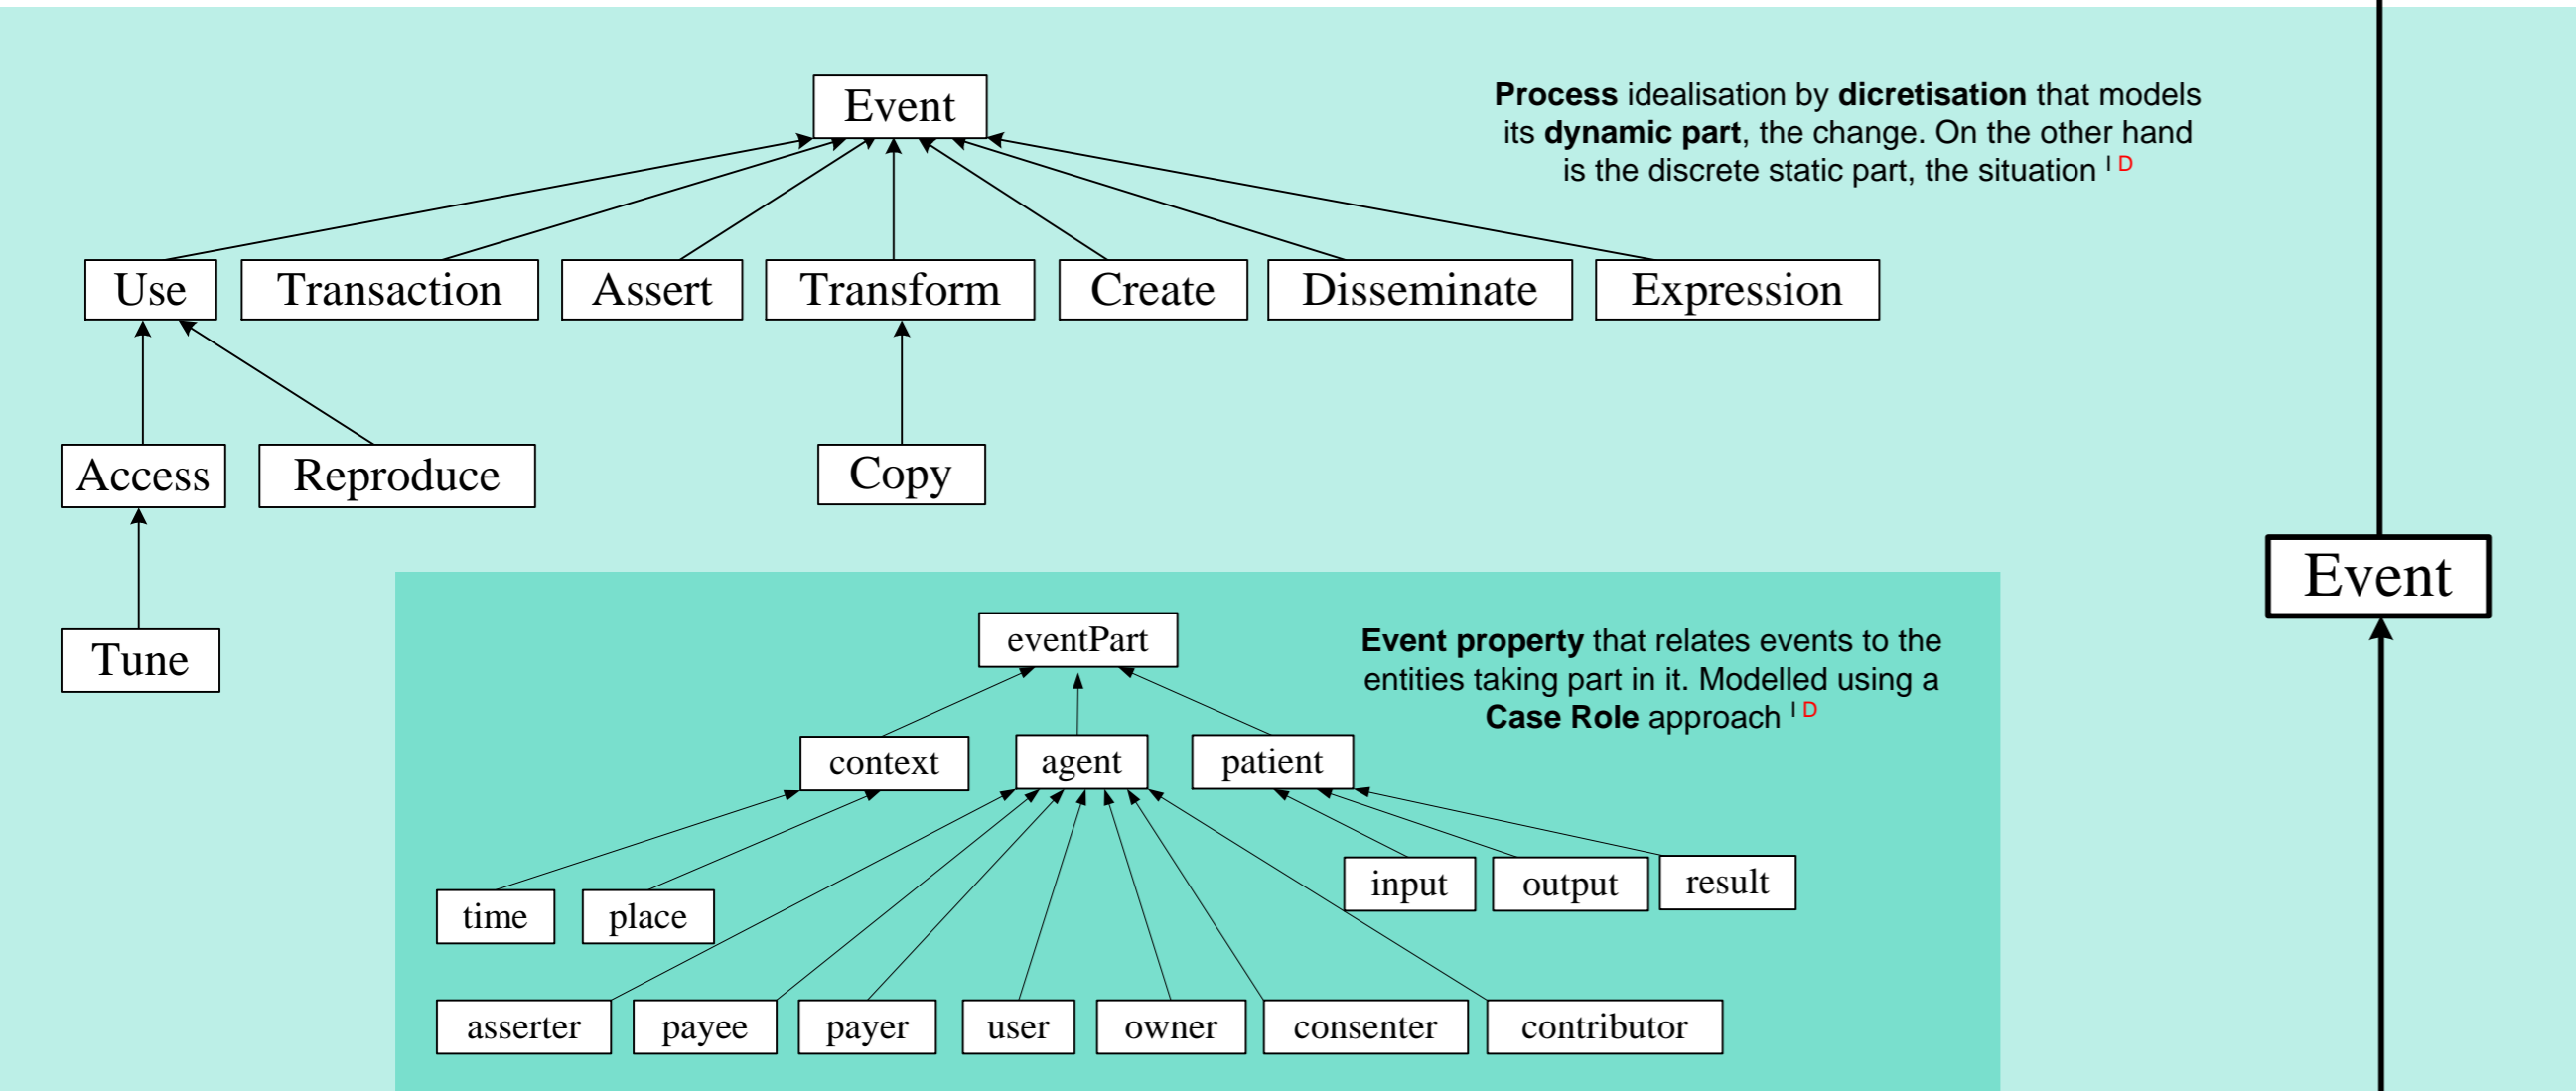 Event
Process idealisation by dicretisation that models
its dynamic part, the change. On the other hand
is the discrete static part, the situation I D
Use
Transaction
Assert
Transform
Create
Disseminate
Expression
Access
Reproduce
Copy
Tune
Event
eventPart
Event property that relates events to the
entities taking part in it. Modelled using a
Case Role approach I D
context
agent
patient
time
place
input
output
result
asserter
payee
payer
user
owner
consenter
contributor